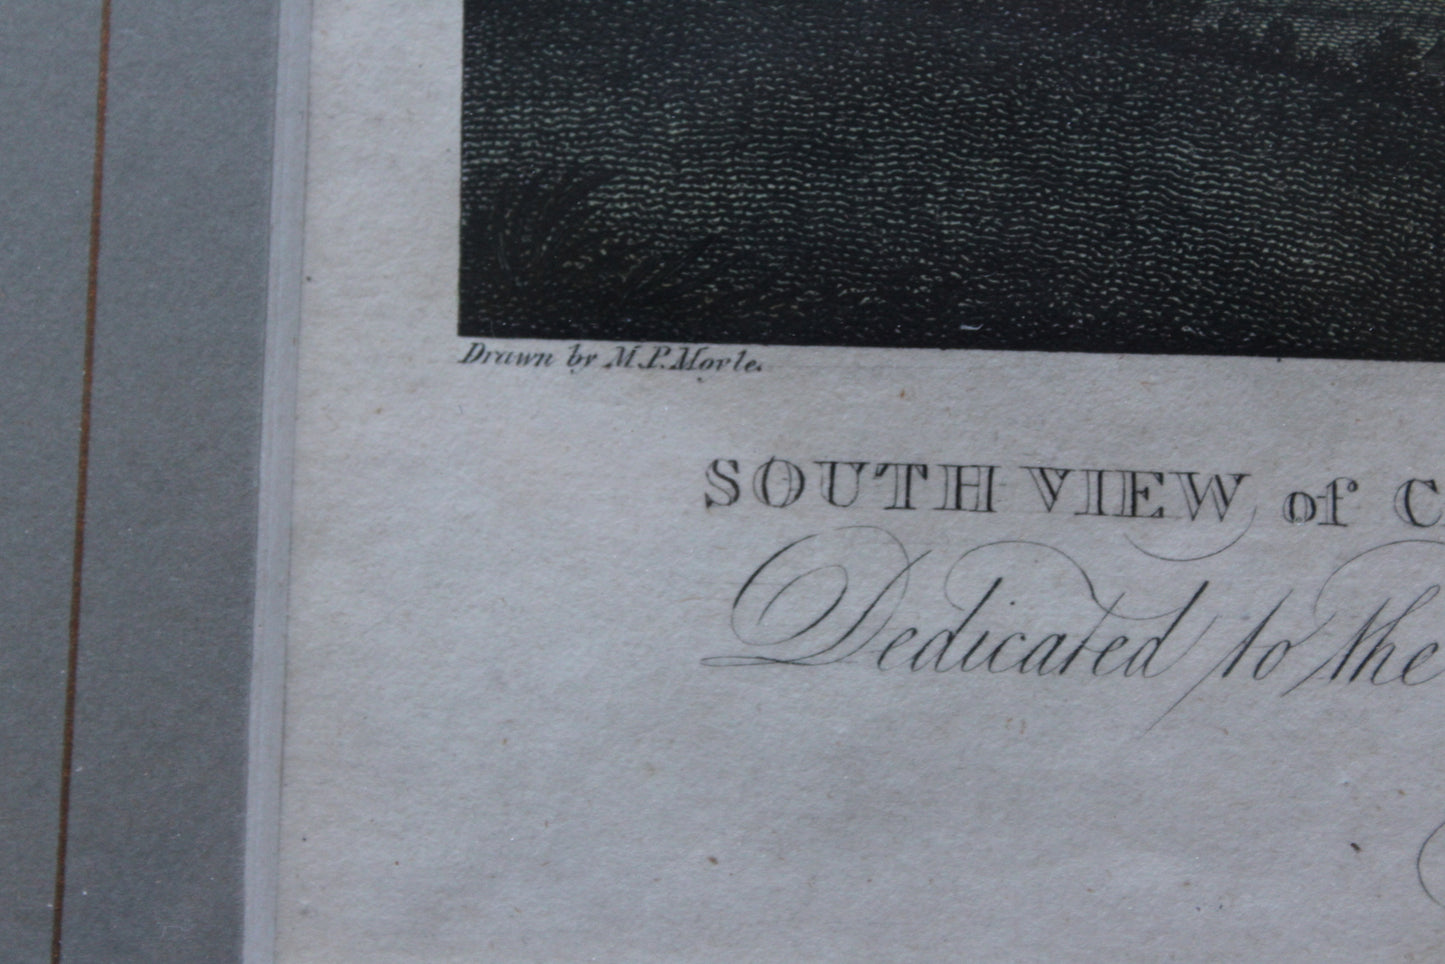 Drawn by M.P. Moyle.
SOUTH VIEW of C
Dedicated to the